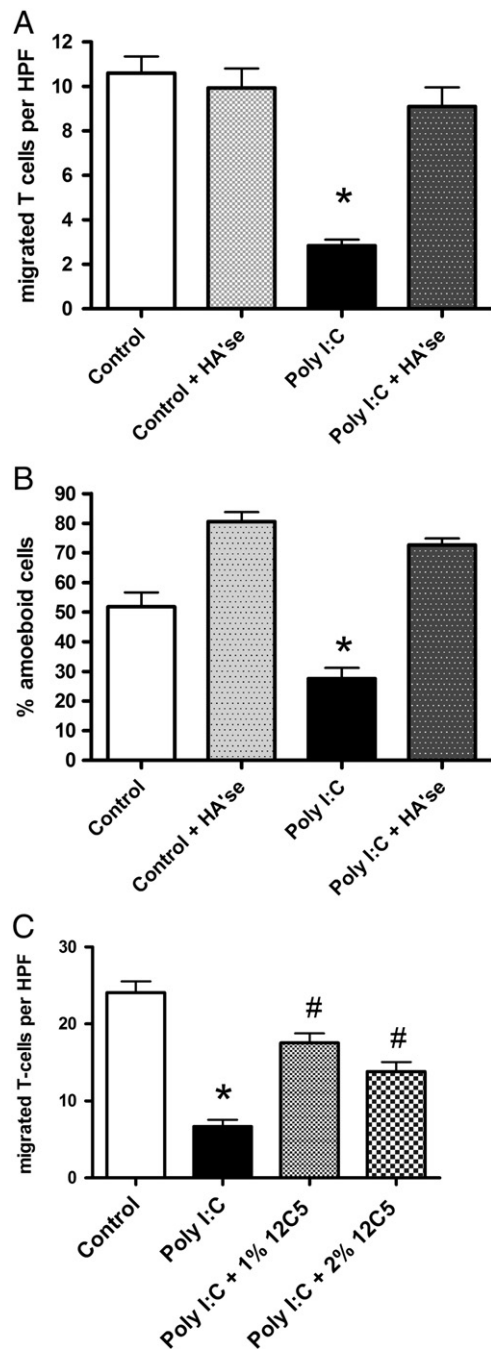 A
migrated T cells per HPF
12
10
8
6
4
2
0
*
Control
Control + HA'se
Poly I:C
Poly I:C + HA'se
B
% amoeboid cells
90
80
70
60
50
40
30
20
10
0
*
Control
Control + HA'se
Poly I:C
Poly I:C + HA'se
C
migrated T-cells per HPF
30
20
10
0
*
#
#
Control
Poly I:C
Poly I:C + 1% 12C5
Poly I:C + 2% 12C5